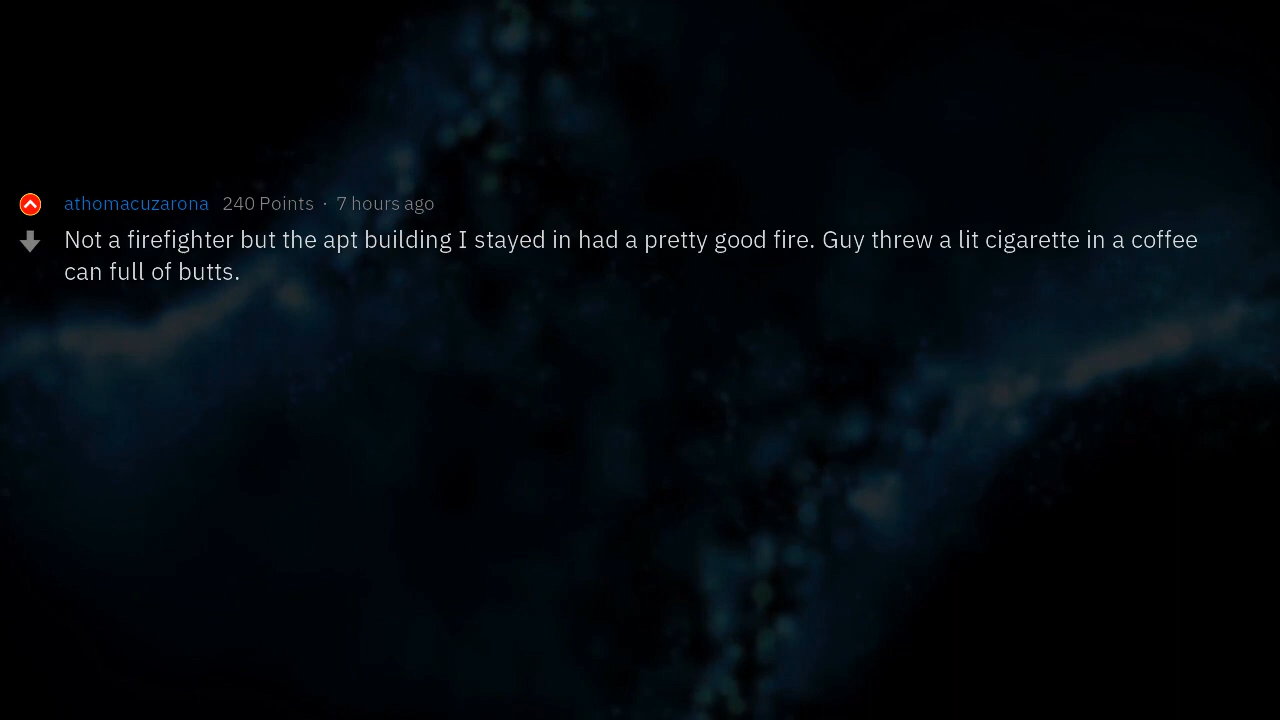 athomacuzarona 240 Points · 7 hours ago
Not a firefighter but the apt building I stayed in had a pretty good fire. Guy threw a lit cigarette in a coffee
can full of butts.